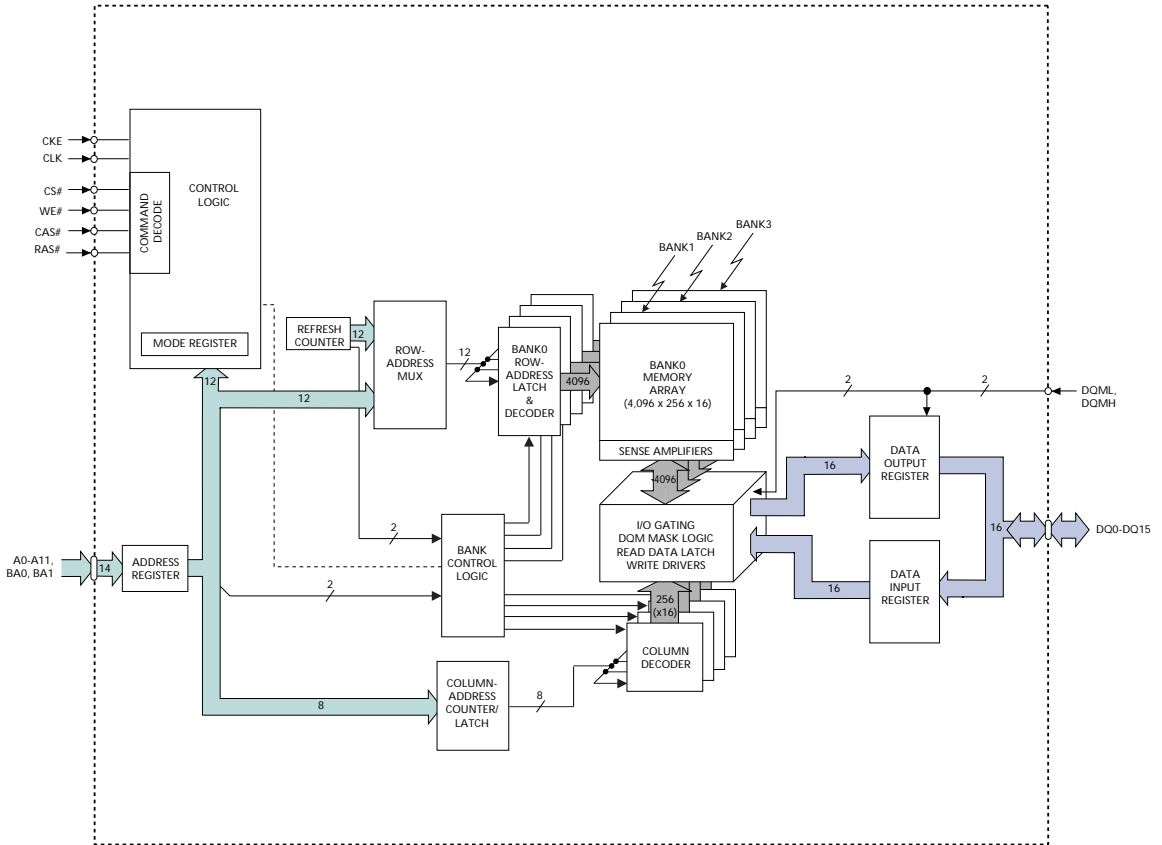 CKE
CLK
CS#
WE#
CAS#
RAS#
COMMAND
DECODE
CONTROL
LOGIC
MODE REGISTER
12
12
REFRESH
COUNTER
12
ROW-
ADDRESS
MUX
12
BANK0
ROW-
ADDRESS
LATCH
&
DECODER
4096
BANK1
BANK2
BANK3
BANK0
MEMORY
ARRAY
(4,096 x 256 x 16)
SENSE AMPLIFIERS
4096
I/O GATING
DQM MASK LOGIC
READ DATA LATCH
WRITE DRIVERS
256
(x16)
COLUMN
DECODER
2
2
DQML,
DQMH
DATA
OUTPUT
REGISTER
16
16
DQ0-DQ15
DATA
INPUT
REGISTER
16
A0-A11,
BA0, BA1
14
ADDRESS
REGISTER
2
2
BANK
CONTROL
LOGIC
8
COLUMN-
ADDRESS
COUNTER/
LATCH
8